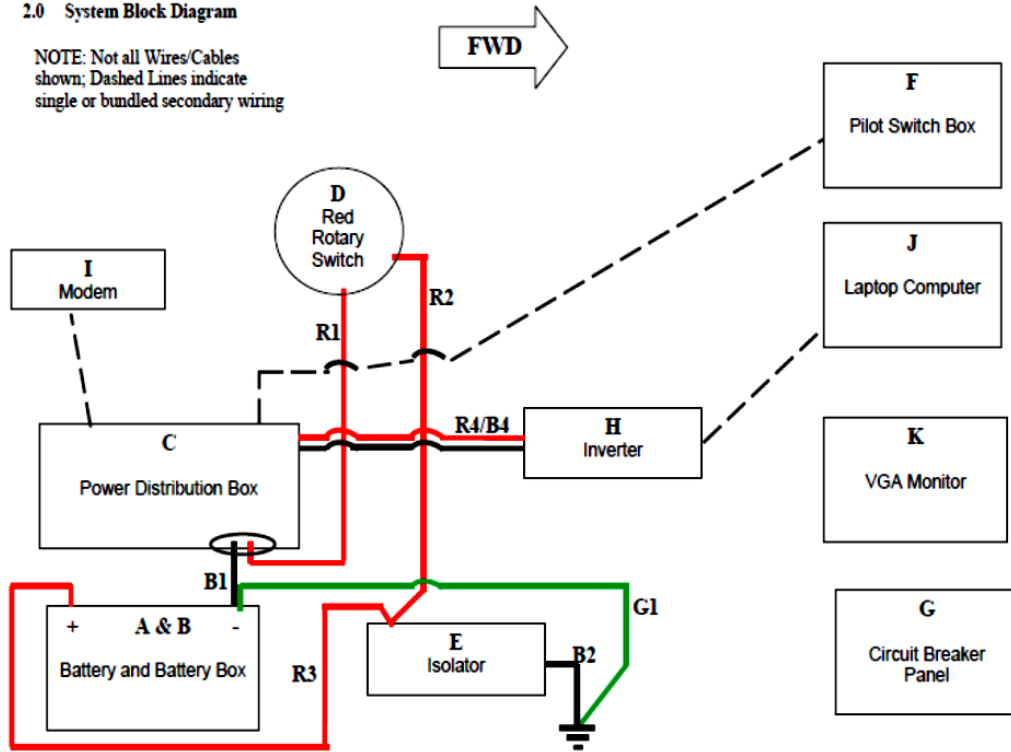 2.0 System Block Diagram
NOTE: Not all Wires/Cables
shown; Dashed Lines indicate
single or bundled secondary wiring
FWD
F
Pilot Switch Box
D
Red
Rotary
Switch
J
Laptop Computer
I
Modem
R1
R2
R4/B4
C
Power Distribution Box
H
Inverter
K
VGA Monitor
B1
G1
+ A & B -
Battery and Battery Box
R3
E
Isolator
B2
G
Circuit Breaker
Panel